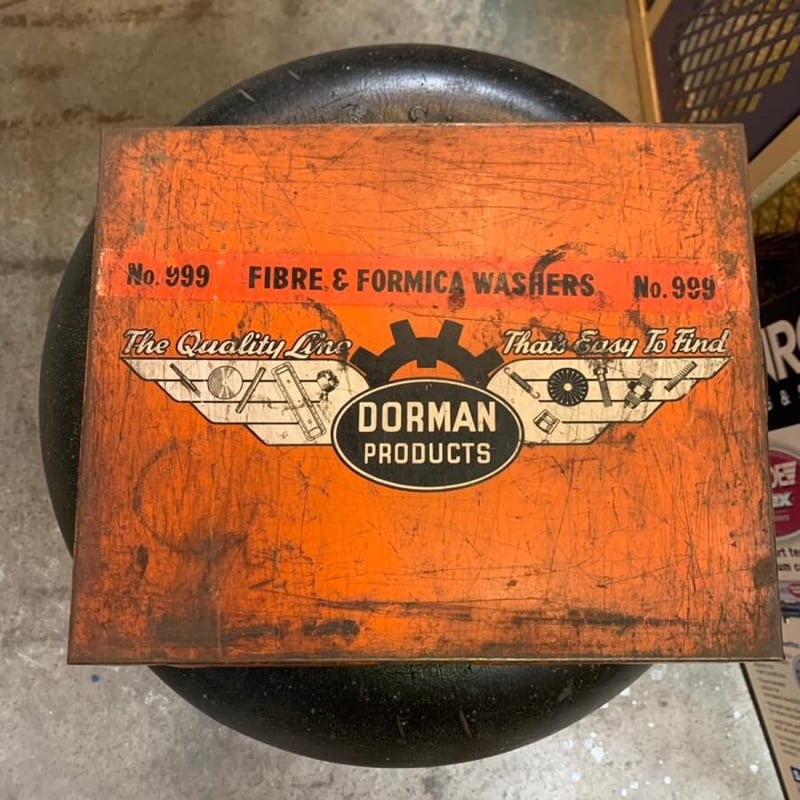 No. 999 FIBRE & FORMICA WASHERS No. 999
The Quality Line That's Easy To Find
DORMAN
PRODUCTS